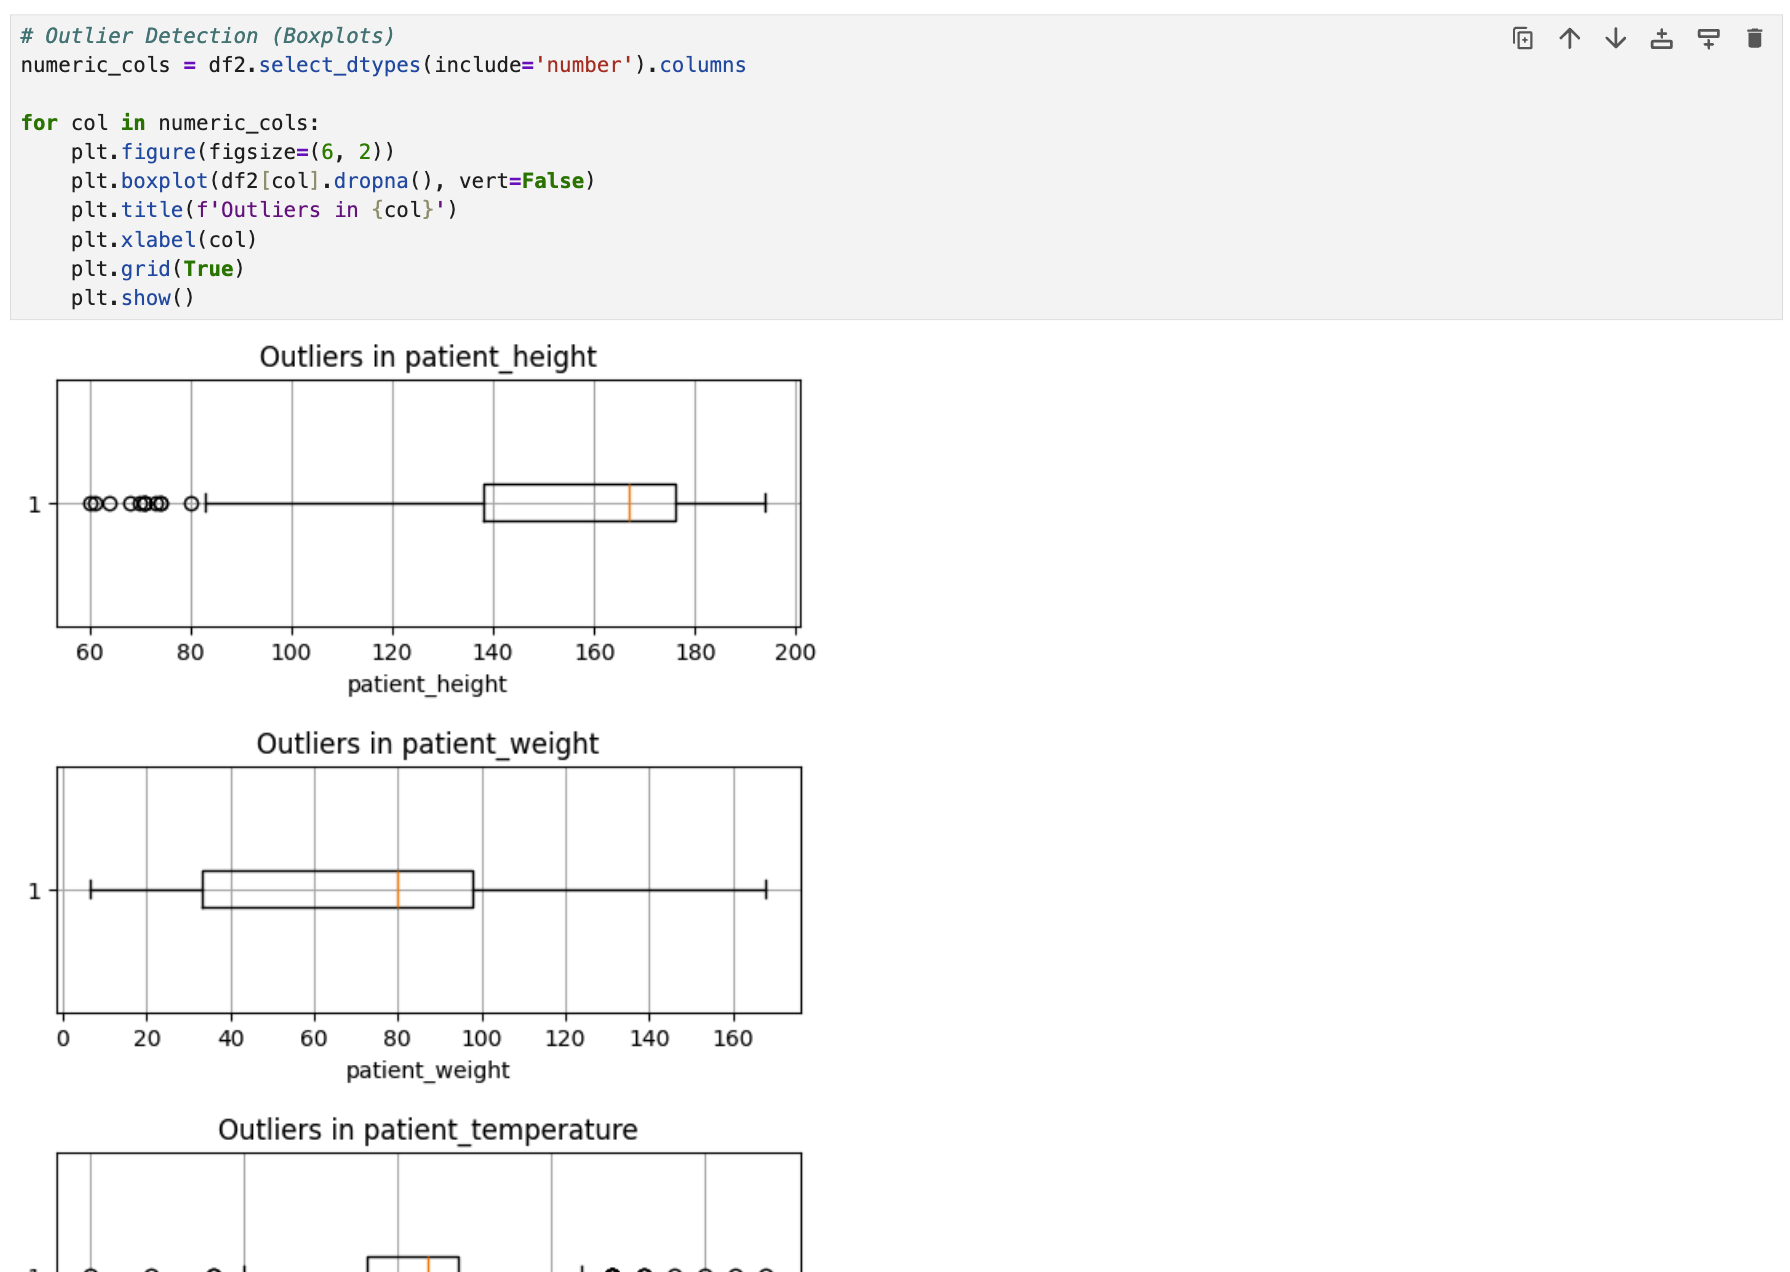 # Outlier Detection (Boxplots)
numeric_cols = df2.select_dtypes(include='number').columns
for col in numeric_cols:
    plt.figure(figsize=(6, 2))
    plt.boxplot(df2[col].dropna(), vert=False)
    plt.title(f'Outliers in {col}')
    plt.xlabel(col)
    plt.grid(True)
    plt.show()
Outliers in patient_height
1
60 80 100 120 140 160 180 200
patient_height
Outliers in patient_weight
1
0 20 40 60 80 100 120 140 160
patient_weight
Outliers in patient_temperature